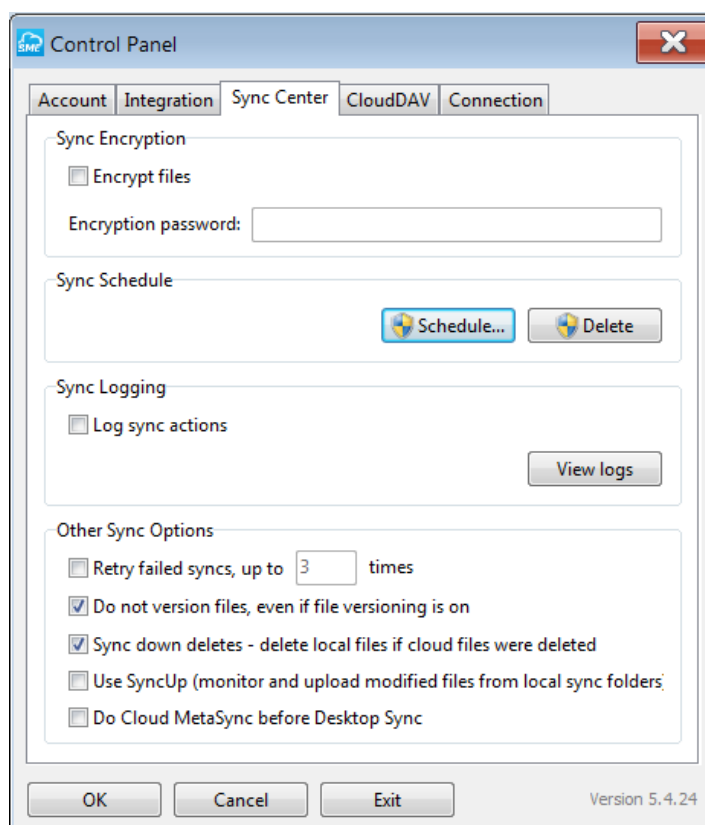 SME Control Panel
Account Integration Sync Center CloudDAV Connection
Sync Encryption
Encrypt files
Encryption password:
Sync Schedule
Schedule... Delete
Sync Logging
Log sync actions
View logs
Other Sync Options
Retry failed syncs, up to 3 times
Do not version files, even if file versioning is on
Sync down deletes - delete local files if cloud files were deleted
Use SyncUp (monitor and upload modified files from local sync folders)
Do Cloud MetaSync before Desktop Sync
OK Cancel Exit Version 5.4.24